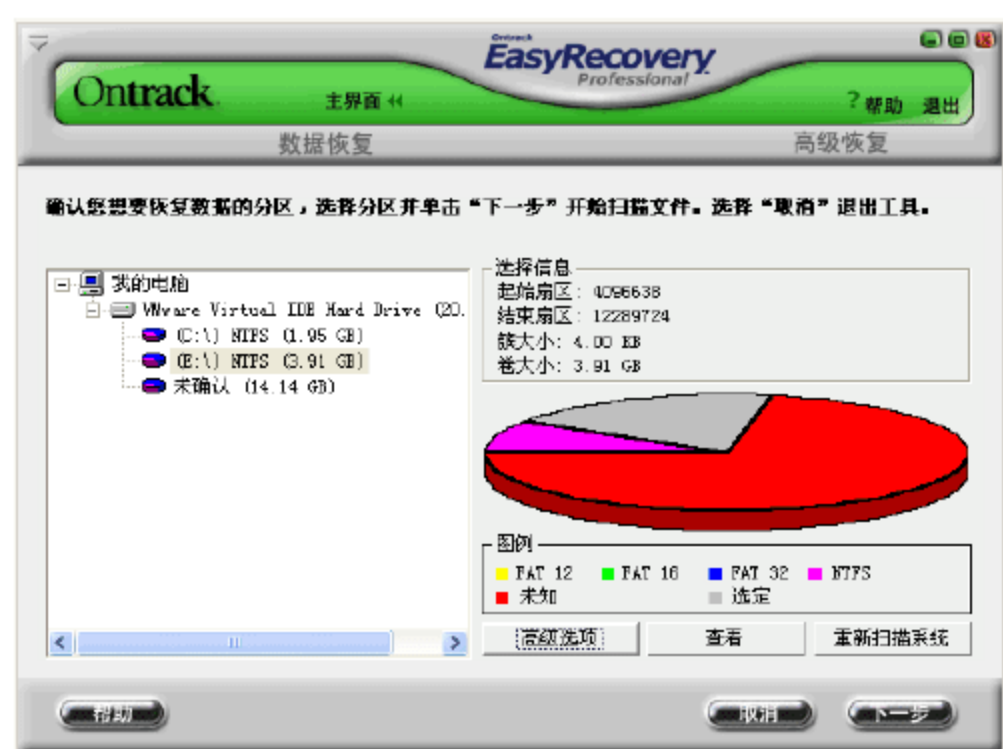 Ontrack
EasyRecovery
Professional
Ontrack 主界面 ? 帮助 退出
数据恢复 高级恢复
确认您想要恢复数据的分区，选择分区并单击“下一步”开始扫描文件。选择“取消”退出工具。
我的电脑
VMware Virtual IDE Hard Drive (20.
(C:\) NTFS (1.95 GB)
(E:\) NTFS (3.91 GB)
未确认 (14.14 GB)
选择信息
起始扇区: 4096638
结束扇区: 12289724
簇大小: 4.00 KB
卷大小: 3.91 GB
图例
FAT 12 FAT 16 FAT 32 NTFS
未知 选定
高级选项 查看 重新扫描系统
帮助 取消 下一步